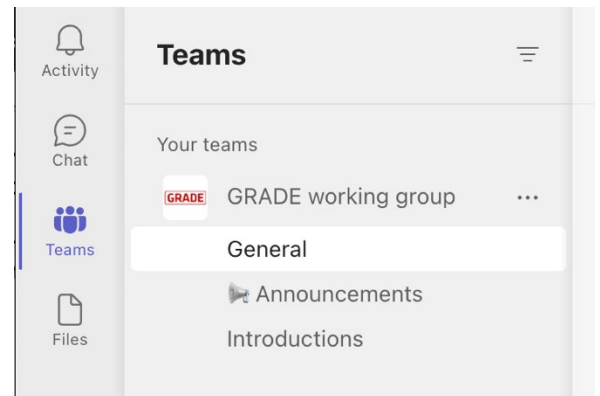 Activity
Chat
Teams
Files
Teams
Your teams
GRADE GRADE working group
General
Announcements
Introductions